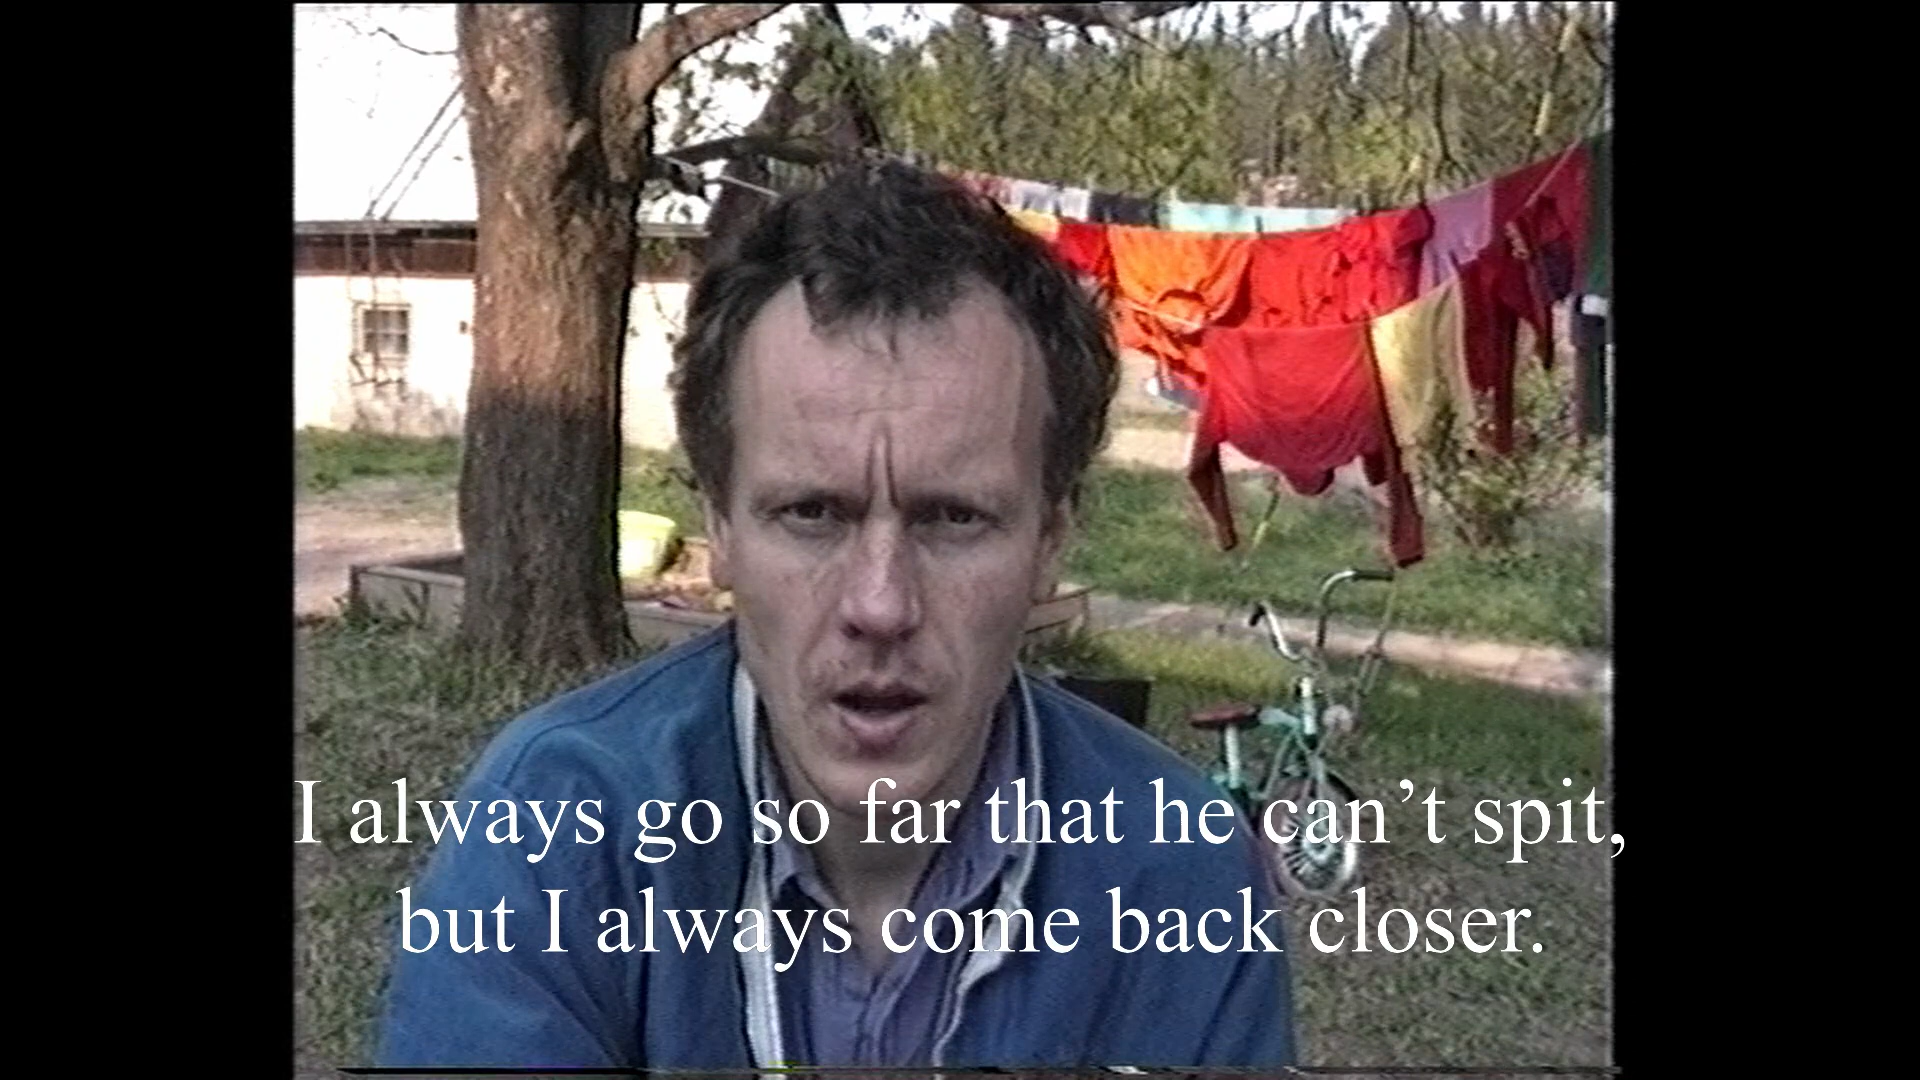 I always go so far that he can’t spit,
but I always come back closer.